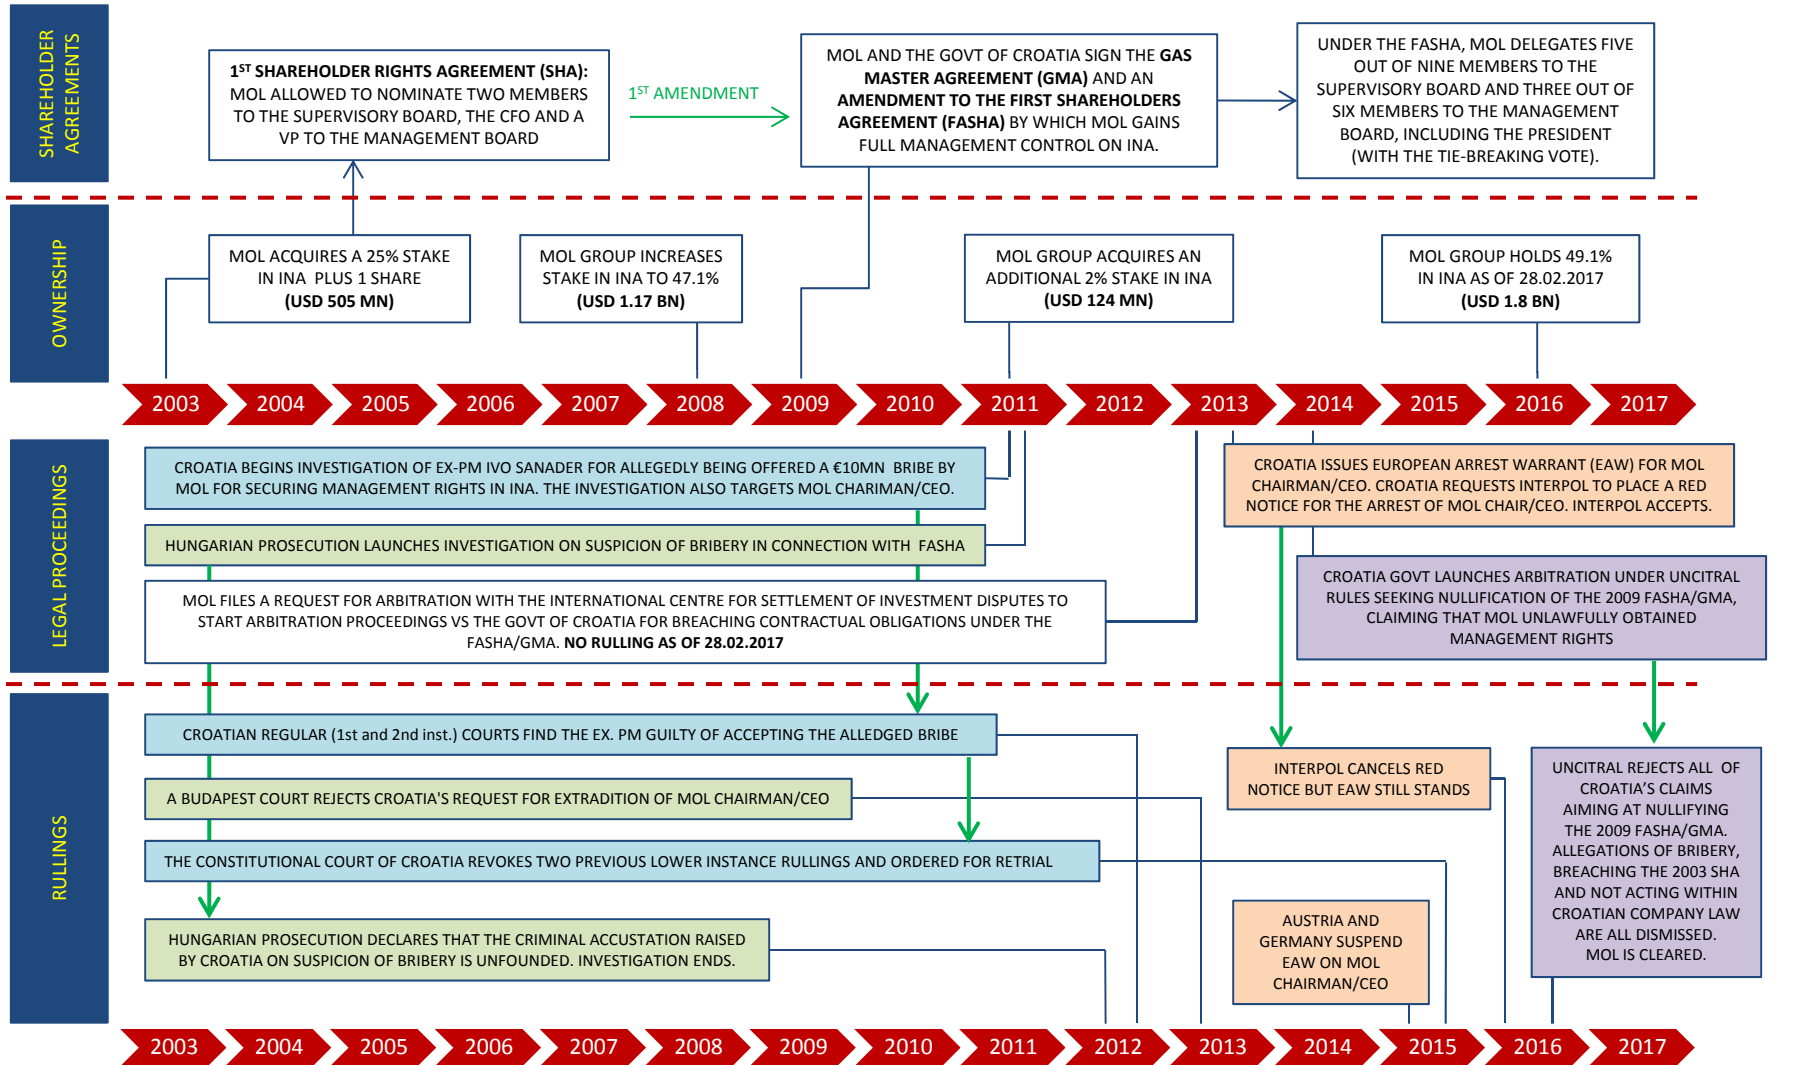 SHAREHOLDER
AGREEMENTS
1ST SHAREHOLDER RIGHTS AGREEMENT (SHA):
MOL ALLOWED TO NOMINATE TWO MEMBERS
TO THE SUPERVISORY BOARD, THE CFO AND A
VP TO THE MANAGEMENT BOARD
1ST AMENDMENT
MOL AND THE GOVT OF CROATIA SIGN THE GAS
MASTER AGREEMENT (GMA) AND AN
AMENDMENT TO THE FIRST SHAREHOLDERS
AGREEMENT (FASHA) BY WHICH MOL GAINS
FULL MANAGEMENT CONTROL ON INA.
UNDER THE FASHA, MOL DELEGATES FIVE
OUT OF NINE MEMBERS TO THE
SUPERVISORY BOARD AND THREE OUT OF
SIX MEMBERS TO THE MANAGEMENT
BOARD, INCLUDING THE PRESIDENT
(WITH THE TIE-BREAKING VOTE).
OWNERSHIP
MOL ACQUIRES A 25% STAKE
IN INA PLUS 1 SHARE
(USD 505 MN)
MOL GROUP INCREASES
STAKE IN INA TO 47.1%
(USD 1.17 BN)
MOL GROUP ACQUIRES AN
ADDITIONAL 2% STAKE IN INA
(USD 124 MN)
MOL GROUP HOLDS 49.1%
IN INA AS OF 28.02.2017
(USD 1.8 BN)
2003 2004 2005 2006 2007 2008 2009 2010 2011 2012 2013 2014 2015 2016 2017
LEGAL PROCEEDINGS
CROATIA BEGINS INVESTIGATION OF EX-PM IVO SANADER FOR ALLEGEDLY BEING OFFERED A €10MN BRIBE BY
MOL FOR SECURING MANAGEMENT RIGHTS IN INA. THE INVESTIGATION ALSO TARGETS MOL CHARIMAN/CEO.
HUNGARIAN PROSECUTION LAUNCHES INVESTIGATION ON SUSPICION OF BRIBERY IN CONNECTION WITH FASHA
MOL FILES A REQUEST FOR ARBITRATION WITH THE INTERNATIONAL CENTRE FOR SETTLEMENT OF INVESTMENT DISPUTES TO
START ARBITRATION PROCEEDINGS VS THE GOVT OF CROATIA FOR BREACHING CONTRACTUAL OBLIGATIONS UNDER THE
FASHA/GMA. NO RULLING AS OF 28.02.2017
CROATIA ISSUES EUROPEAN ARREST WARRANT (EAW) FOR MOL
CHAIRMAN/CEO. CROATIA REQUESTS INTERPOL TO PLACE A RED
NOTICE FOR THE ARREST OF MOL CHAIR/CEO. INTERPOL ACCEPTS.
CROATIA GOVT LAUNCHES ARBITRATION UNDER UNCITRAL
RULES SEEKING NULLIFICATION OF THE 2009 FASHA/GMA,
CLAIMING THAT MOL UNLAWFULLY OBTAINED
MANAGEMENT RIGHTS
RULLINGS
CROATIAN REGULAR (1st and 2nd inst.) COURTS FIND THE EX. PM GUILTY OF ACCEPTING THE ALLEDGED BRIBE
A BUDAPEST COURT REJECTS CROATIA'S REQUEST FOR EXTRADITION OF MOL CHAIRMAN/CEO
THE CONSTITUTIONAL COURT OF CROATIA REVOKES TWO PREVIOUS LOWER INSTANCE RULLINGS AND ORDERED FOR RETRIAL
HUNGARIAN PROSECUTION DECLARES THAT THE CRIMINAL ACCUSTATION RAISED
BY CROATIA ON SUSPICION OF BRIBERY IS UNFOUNDED. INVESTIGATION ENDS.
INTERPOL CANCELS RED
NOTICE BUT EAW STILL STANDS
AUSTRIA AND
GERMANY SUSPEND
EAW ON MOL
CHAIRMAN/CEO
UNCITRAL REJECTS ALL OF
CROATIA'S CLAIMS
AIMING AT NULLIFYING
THE 2009 FASHA/GMA.
ALLEGATIONS OF BRIBERY,
BREACHING THE 2003 SHA
AND NOT ACTING WITHIN
CROATIAN COMPANY LAW
ARE ALL DISMISSED.
MOL IS CLEARED.
2003 2004 2005 2006 2007 2008 2009 2010 2011 2012 2013 2014 2015 2016 2017